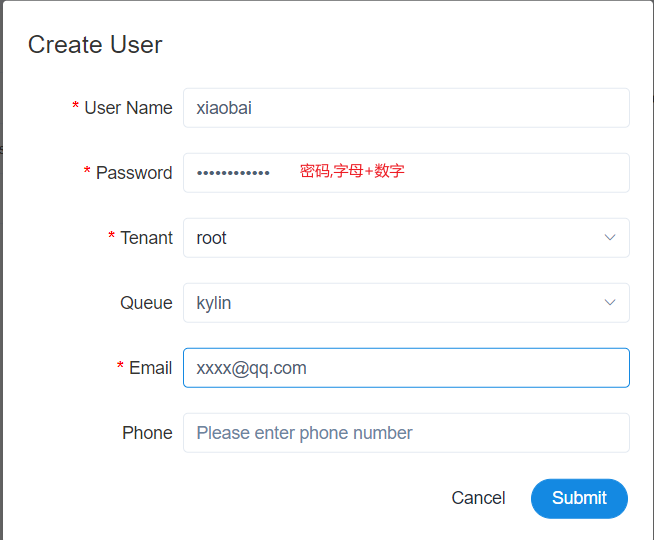 Create User
* User Name xiaobai
* Password •••••••••••• 密码,字母+数字
* Tenant root
Queue kylin
* Email xxxx@qq.com
Phone Please enter phone number
Cancel Submit